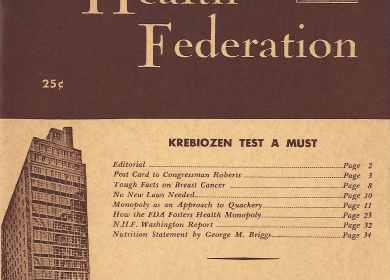 Health
Federation
25¢
KREBIOZEN TEST A MUST
Editorial Page 2
Post Card to Congressman Roberts Page 3
Tough Facts on Breast Cancer Page 8
No New Laws Needed Page 10
Monopoly as an Approach to Quackery Page 11
How the FDA Fosters Health Monopoly Page 23
N.H.F. Washington Report Page 32
Nutrition Statement by George M. Briggs Page 34